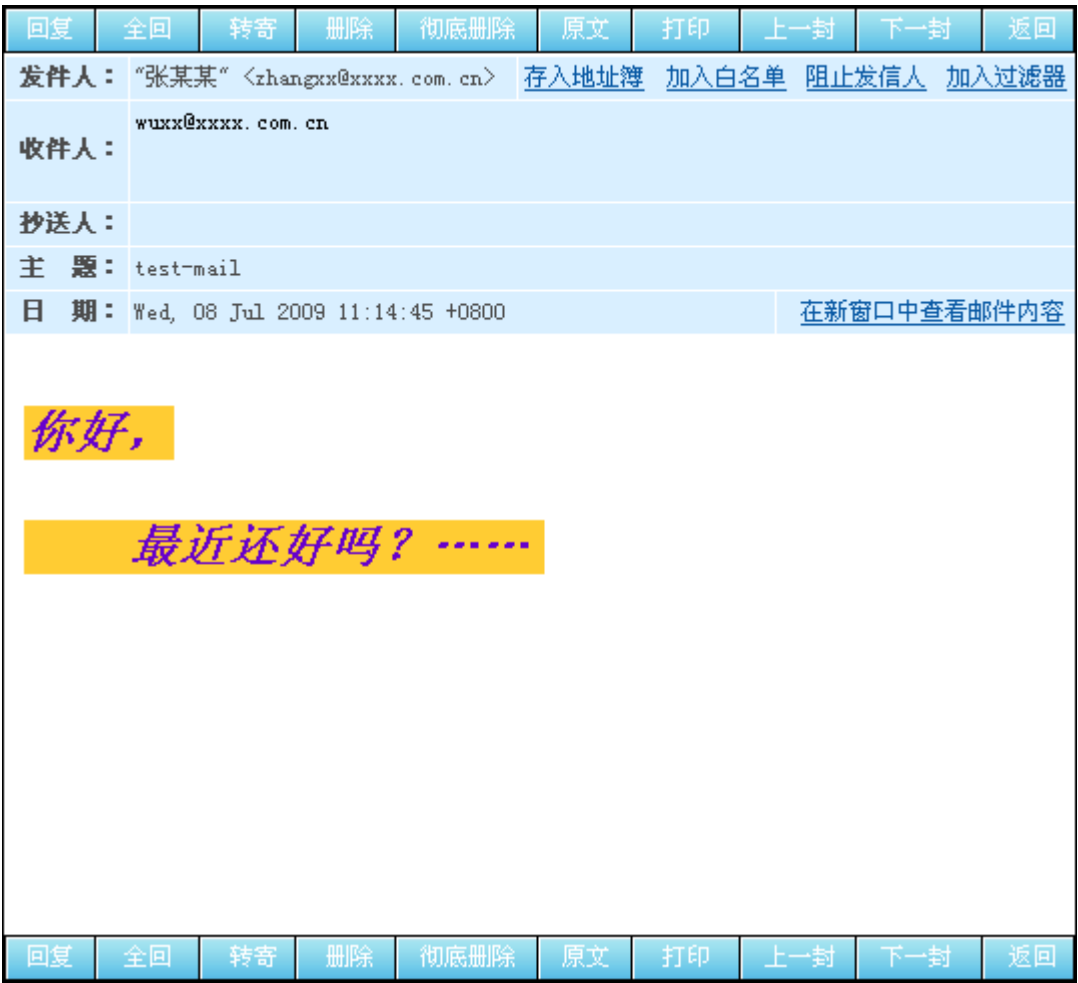 回复 全回 转寄 删除 彻底删除 原文 打印 上一封 下一封 返回
发件人： “张某某” <zhangxx@xxxx.com.cn> 存入地址簿 加入白名单 阻止发信人 加入过滤器
收件人： wuxx@xxxx.com.cn
抄送人：
主 题： test-mail
日 期： Wed, 08 Jul 2009 11:14:45 +0800 在新窗口中查看邮件内容
你好，
最近还好吗？……
回复 全回 转寄 删除 彻底删除 原文 打印 上一封 下一封 返回